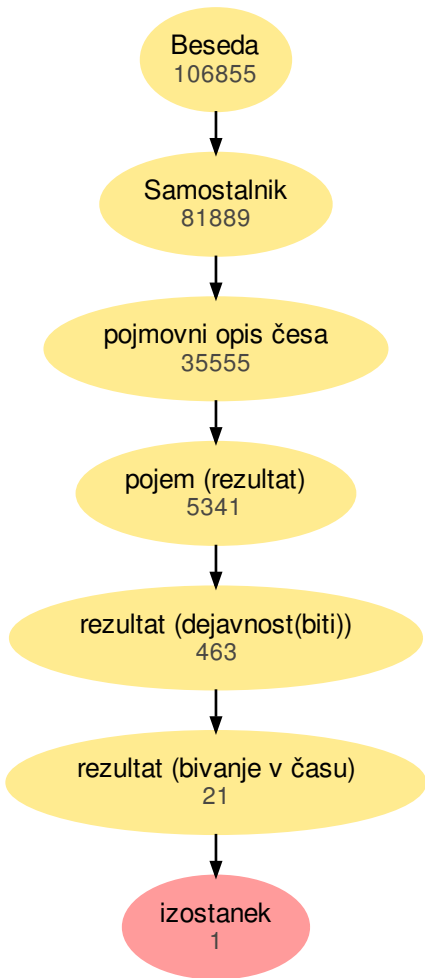 Beseda
106855
Samostalnik
81889
pojmovni opis česa
35555
pojem (rezultat)
5341
rezultat (dejavnost(biti))
463
rezultat (bivanje v času)
21
izostanek
1